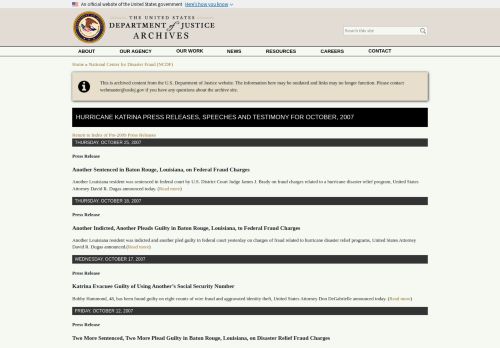 An official website of the United States government Here's how you know
THE UNITED STATES
DEPARTMENT of JUSTICE
ARCHIVES
Search this site
ABOUT OUR AGENCY OUR WORK NEWS RESOURCES CAREERS CONTACT
Home » National Center for Disaster Fraud (NCDF)
This is archived content from the U.S. Department of Justice website. The information here may be outdated and links may no longer function. Please contact
webmaster@usdoj.gov if you have any questions about the archive site.
HURRICANE KATRINA PRESS RELEASES, SPEECHES AND TESTIMONY FOR OCTOBER, 2007
Return to Index of Pre-2009 Press Releases
THURSDAY, OCTOBER 25, 2007
Press Release
Another Sentenced in Baton Rouge, Louisiana, on Federal Fraud Charges
Another Louisiana resident was sentenced in federal court by U.S. District Court Judge James J. Brady on fraud charges related to a hurricane disaster relief program, United States
Attorney David R. Dugas announced today. (Read more)
THURSDAY, OCTOBER 18, 2007
Press Release
Another Indicted, Another Pleads Guilty in Baton Rouge, Louisiana, to Federal Fraud Charges
Another Louisiana resident was indicted and another pled guilty in federal court yesterday on charges of fraud related to hurricane disaster relief programs, United States Attorney
David R. Dugas announced.(Read more)
WEDNESDAY, OCTOBER 17, 2007
Press Release
Katrina Evacuee Guilty of Using Another's Social Security Number
Bobby Hammond, 48, has been found guilty on eight counts of wire fraud and aggravated identity theft, United States Attorney Don DeGabrielle announced today. (Read more)
FRIDAY, OCTOBER 12, 2007
Press Release
Two More Sentenced, Two More Plead Guilty in Baton Rouge, Louisiana, on Disaster Relief Fraud Charges